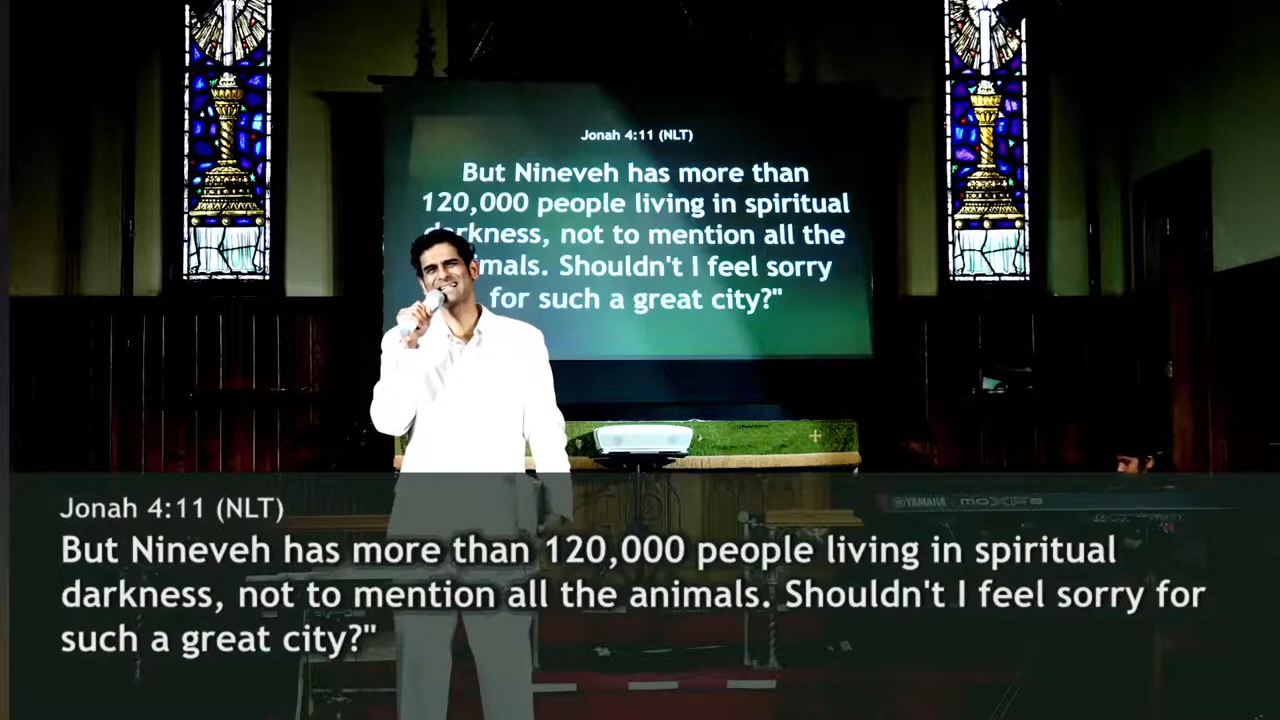 Jonah 4:11 (NLT)
But Nineveh has more than
120,000 people living in spiritual
darkness, not to mention all the
animals. Shouldn't I feel sorry
for such a great city?"
YAMAHA MOXF8
Jonah 4:11 (NLT)
But Nineveh has more than 120,000 people living in spiritual
darkness, not to mention all the animals. Shouldn't I feel sorry for
such a great city?"